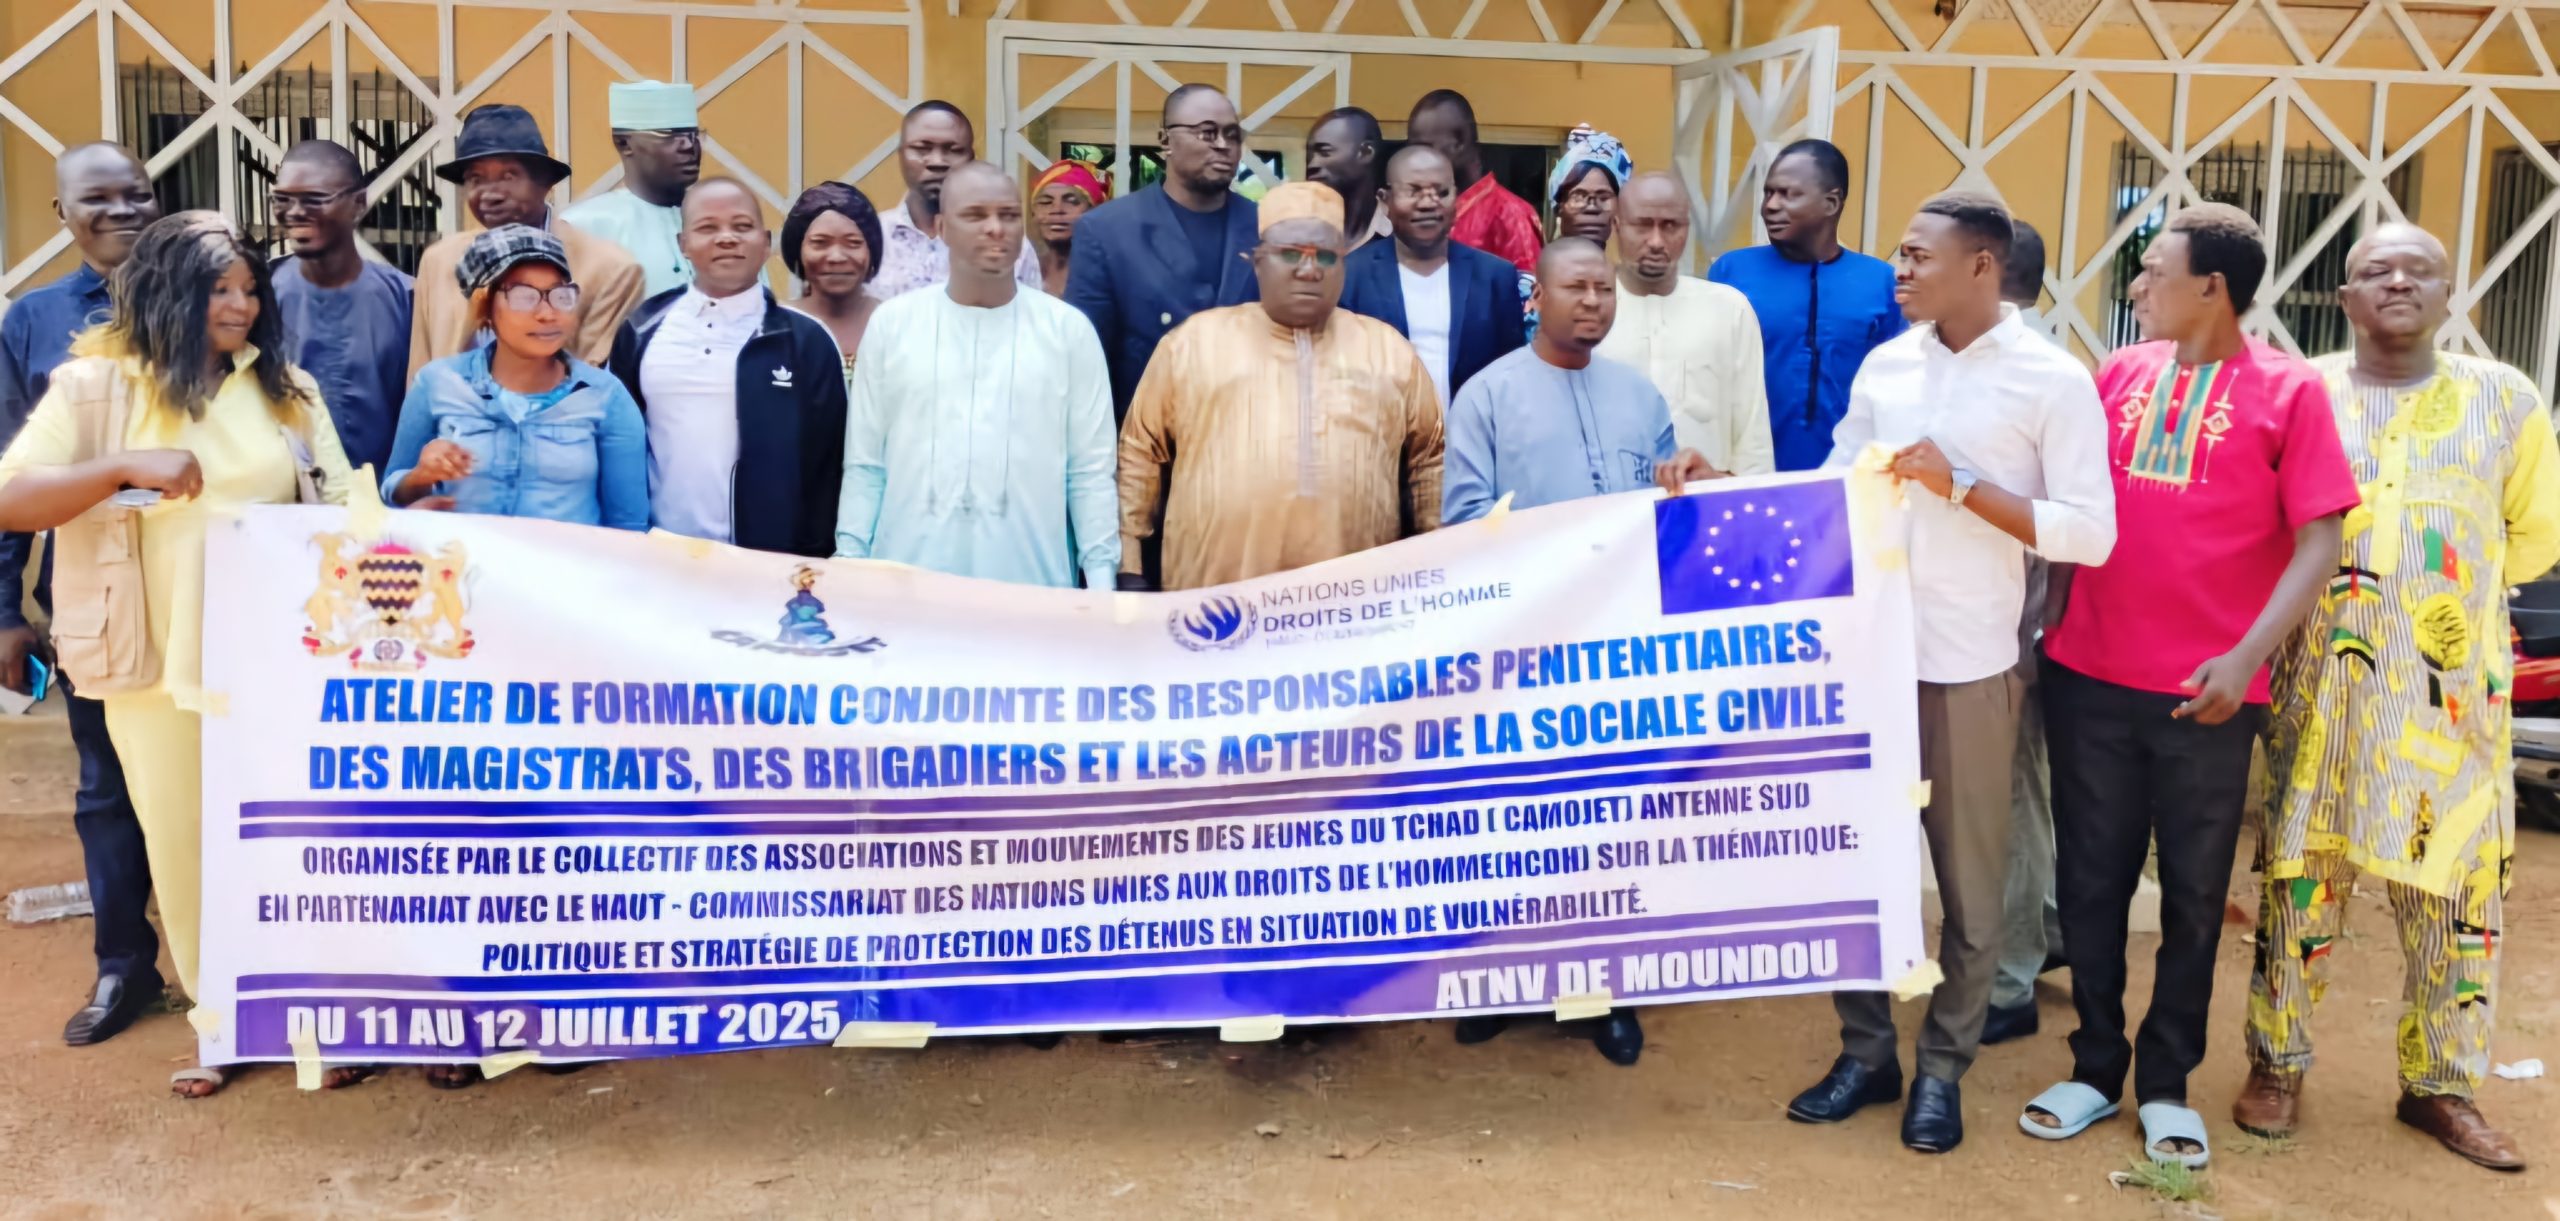 NATIONS UNIES
DROITS DE L'HOMME
ATELIER DE FORMATION CONJOINTE DES RESPONSABLES PENITENTIAIRES,
DES MAGISTRATS, DES BRIGADIERS ET LES ACTEURS DE LA SOCIALE CIVILE
ORGANISÉE PAR LE COLLECTIF DES ASSOCIATIONS ET MOUVEMENTS DES JEUNES DU TCHAD (CAMOJET) ANTENNE SUD
EN PARTENARIAT AVEC LE HAUT - COMMISSARIAT DES NATIONS UNIES AUX DROITS DE L'HOMME(HCDH) SUR LA THÉMATIQUE:
POLITIQUE ET STRATÉGIE DE PROTECTION DES DÉTENUS EN SITUATION DE VULNÉRABILITÉ.
ATNV DE MOUNDOU
DU 11 AU 12 JUILLET 2025